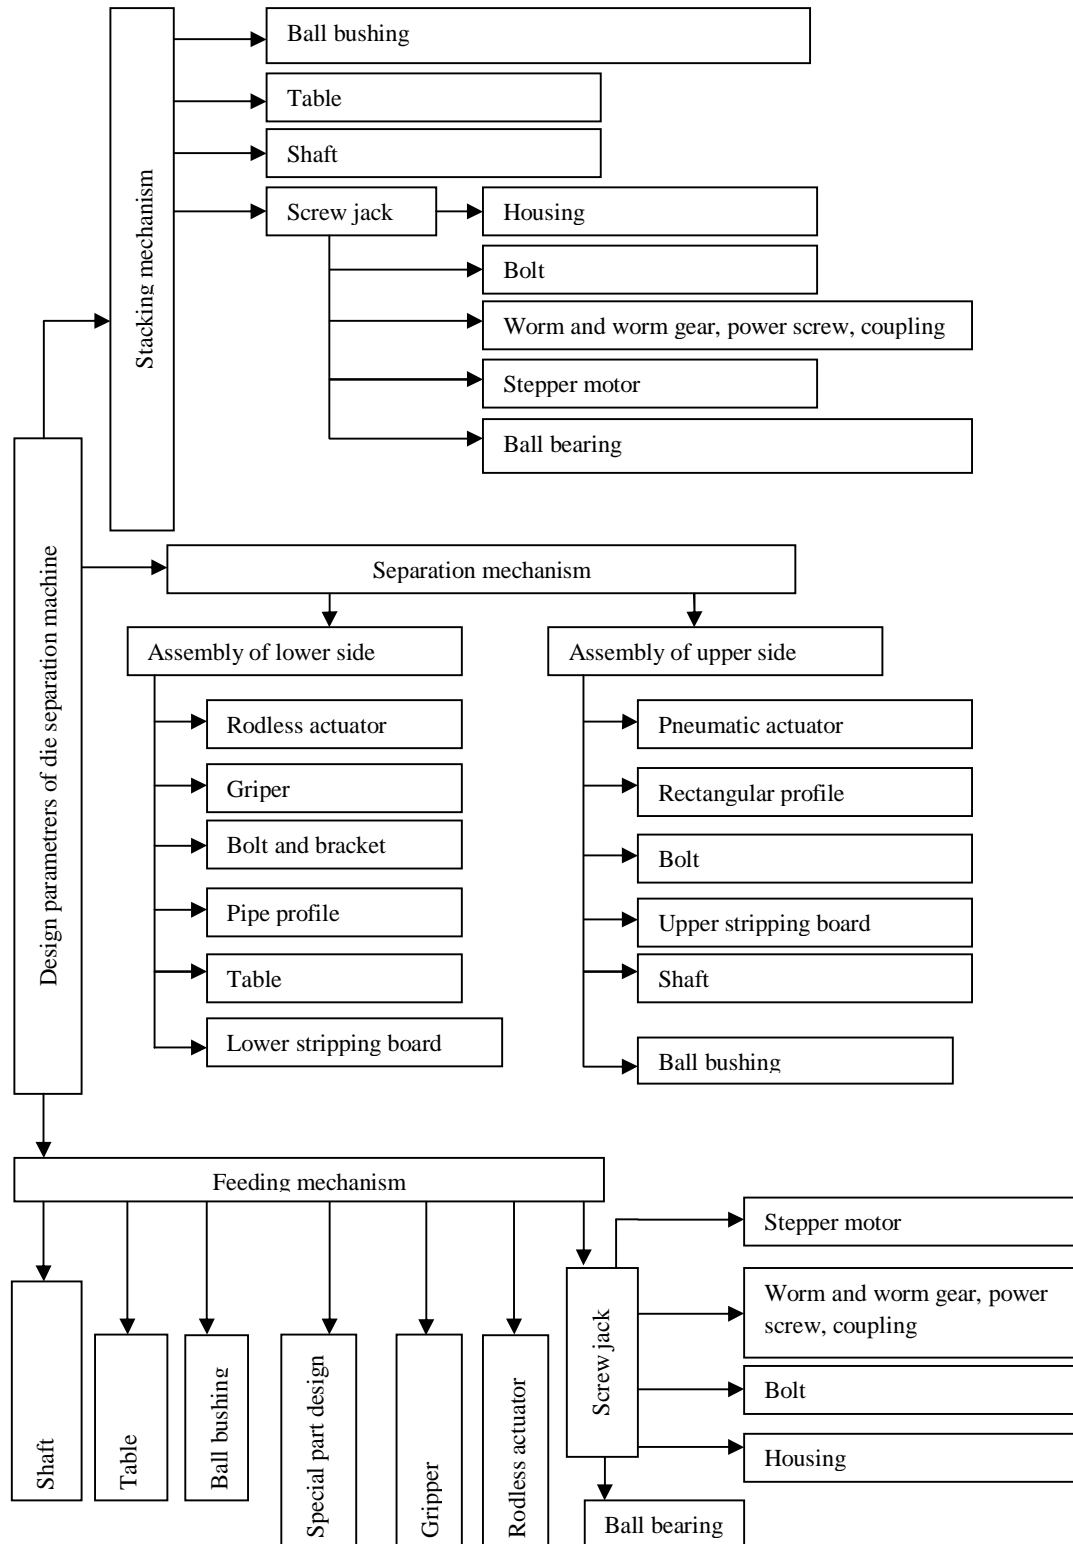 Ball bushing
Table
Shaft
Screw jack
Housing
Bolt
Worm and worm gear, power screw, coupling
Stepper motor
Ball bearing
Stacking mechanism
Design parametrers of die separation machine
Separation mechanism
Assembly of lower side
Assembly of upper side
Rodless actuator
Griper
Bolt and bracket
Pipe profile
Table
Lower stripping board
Pneumatic actuator
Rectangular profile
Bolt
Upper stripping board
Shaft
Ball bushing
Feeding mechanism
Shaft
Table
Ball bushing
Special part design
Gripper
Rodless actuator
Screw jack
Stepper motor
Worm and worm gear, power
screw, coupling
Bolt
Housing
Ball bearing